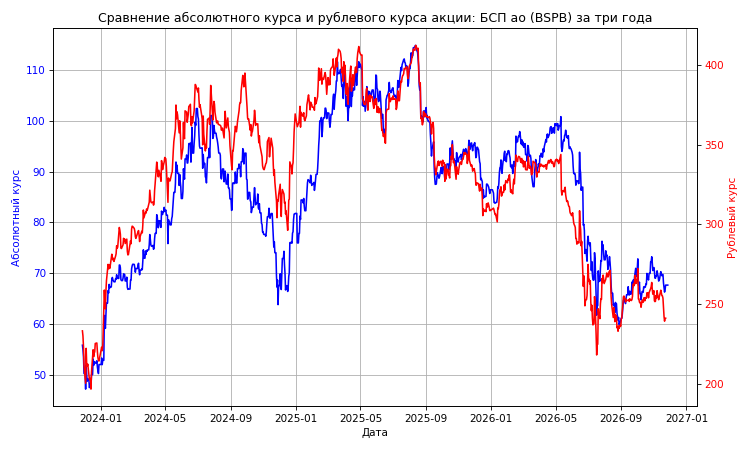 Сравнение абсолютного курса и рублевого курса акции: БСП ао (BSPB) за три года
Абсолютный курс
110
100
90
80
70
60
50
400
350
300
250
200
Рублевый курс
2024-01 2024-05 2024-09 2025-01 2025-05 2025-09 2026-01 2026-05 2026-09 2027-01
Дата